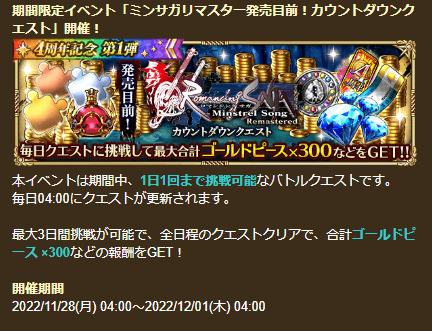 期間限定イベント「ミンサガリマスター発売目前！カウントダウンク
エスト」開催！
4周年記念 第1弾
発売目前！
Romancing SaGa
Minstrel Song
Remastered
カウントダウンクエスト
毎日クエストに挑戦して最大合計ゴールドピース×300などをGET!!
本イベントは期間中、1日1回まで挑戦可能なバトルクエストです。
毎日04:00にクエストが更新されます。
最大3日間挑戦が可能で、全日程のクエストクリアで、合計ゴールドピ
ース ×300などの報酬をGET！
開催期間
2022/11/28(月) 04:00～2022/12/01(木) 04:00